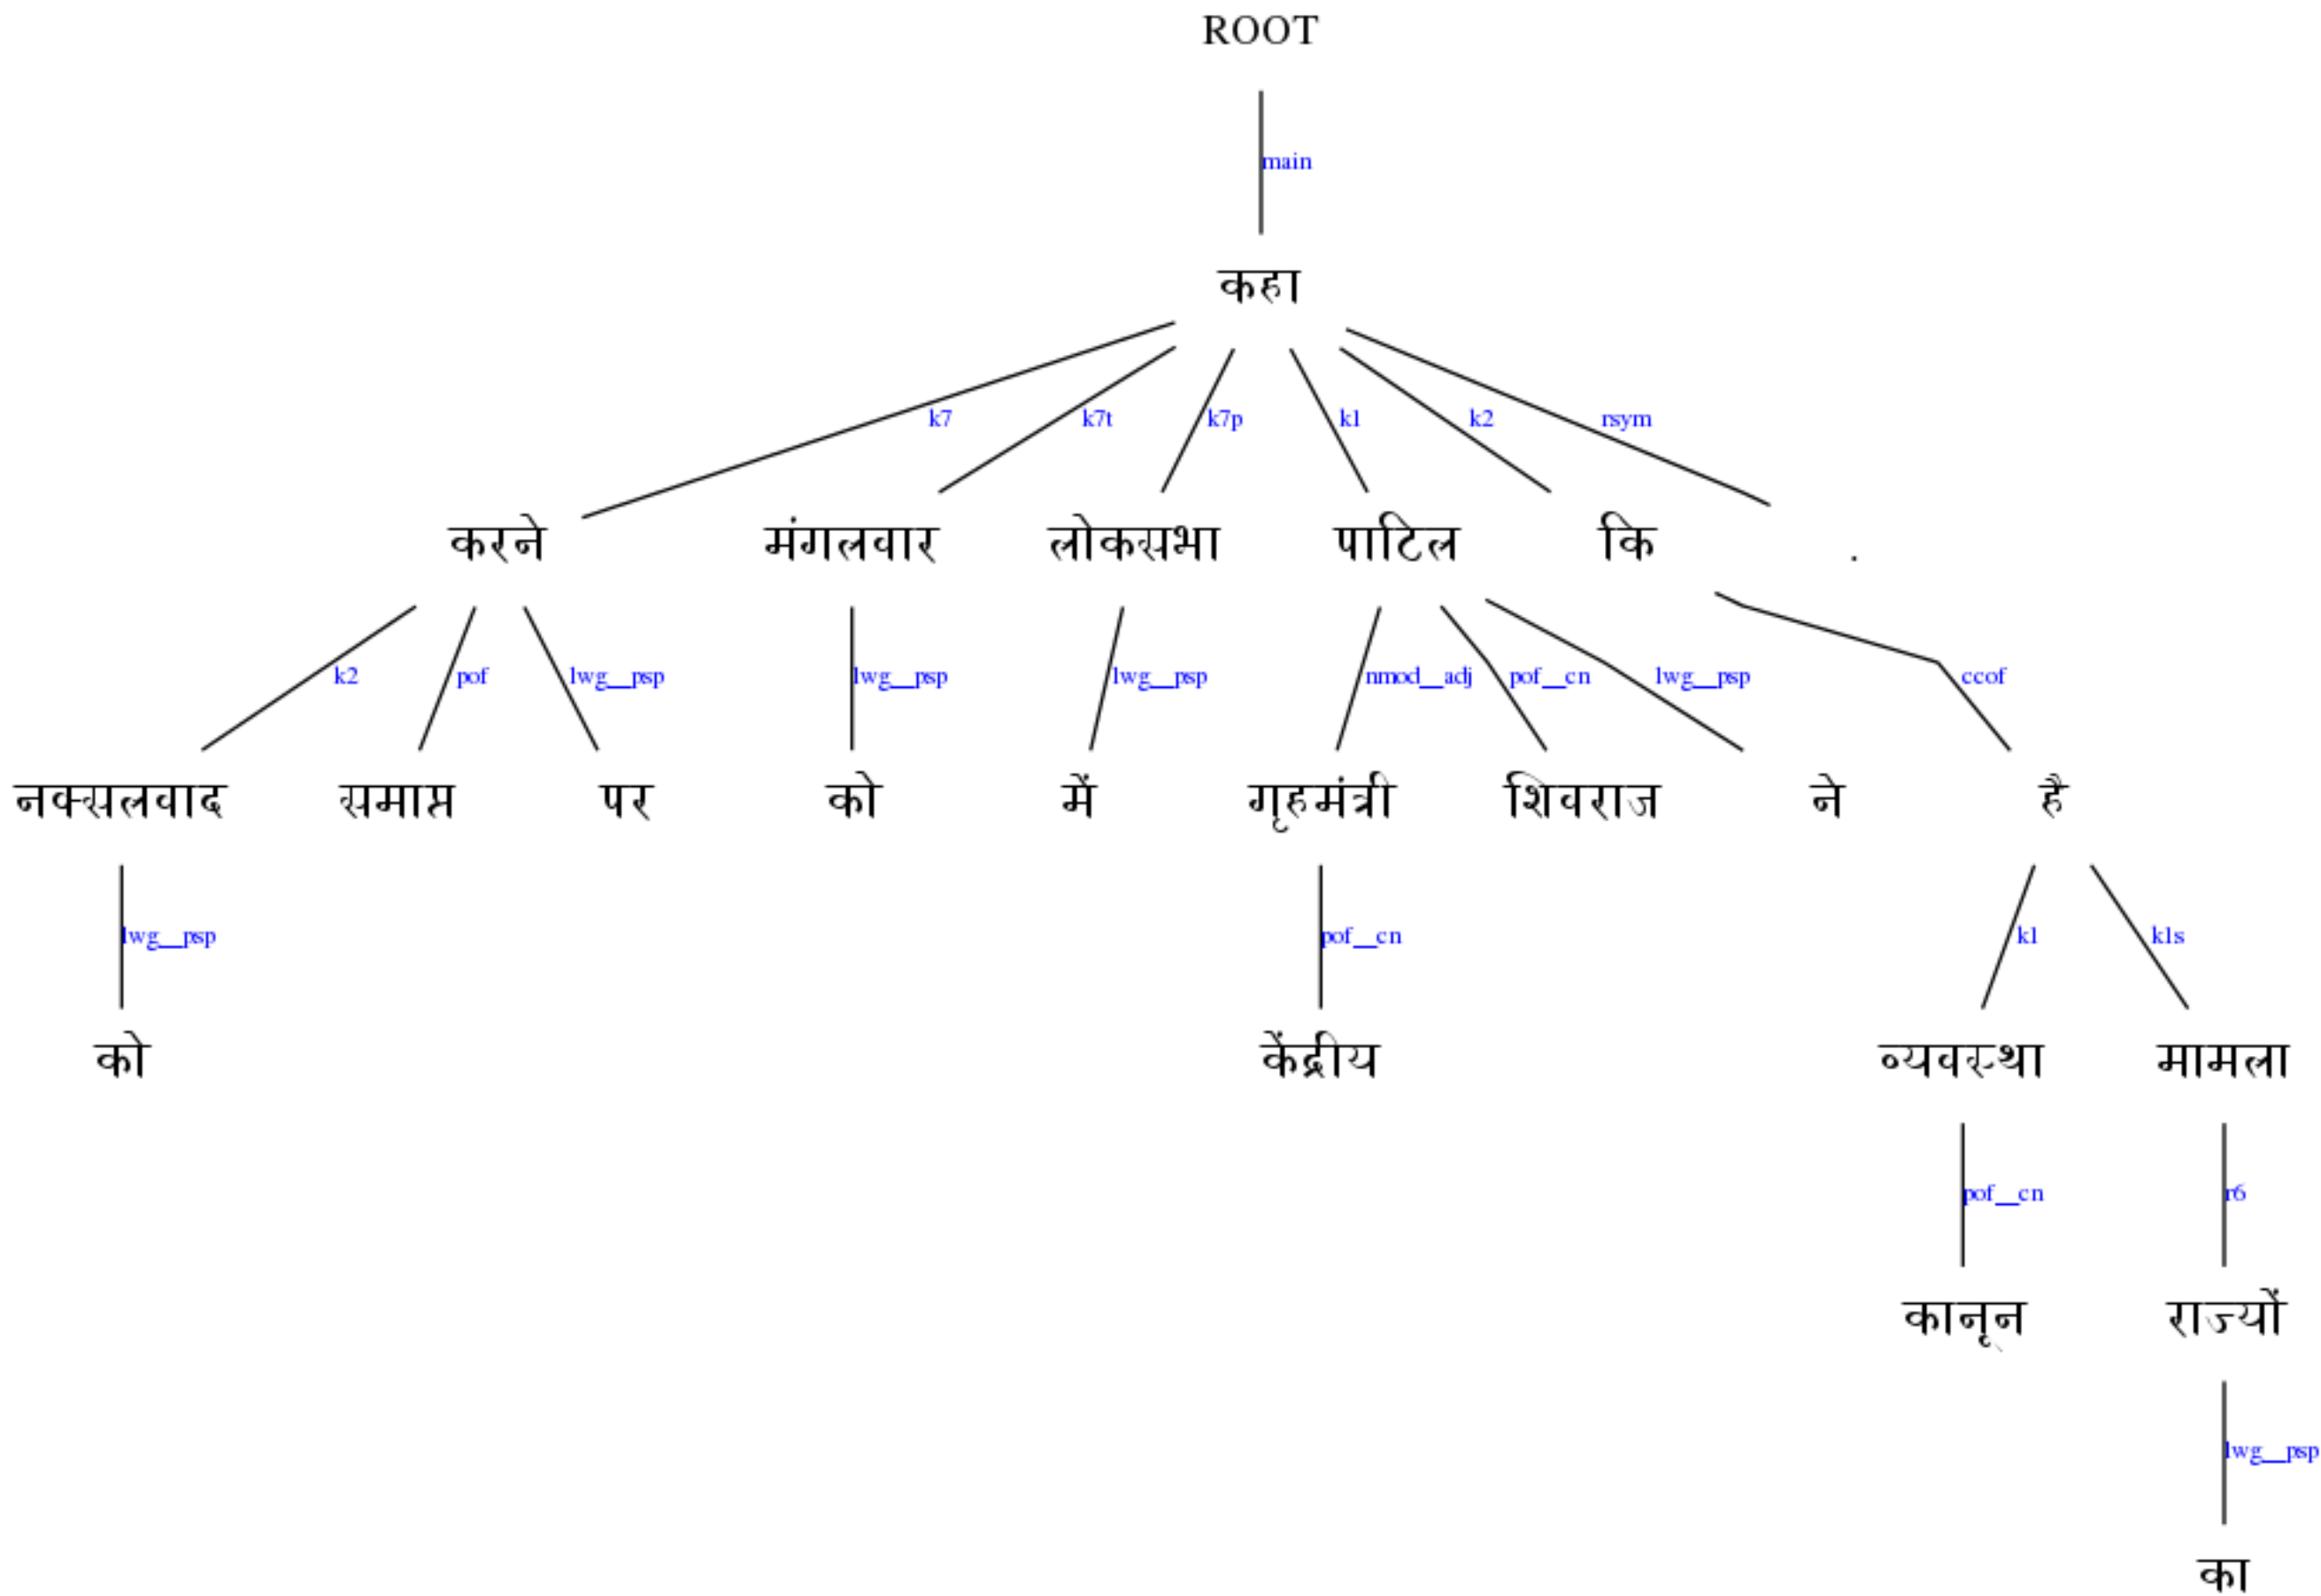 ROOT
main
कहा
k7 k7t k7p k1 k2 rsym
करने मंगलवार लोकसभा पाटिल कि .
k2 pof lwg__psp lwg__psp lwg__psp nmod__adj pof__cn lwg__psp ccof
नक्सलवाद समाप्त पर को में गृहमंत्री शिवराज ने है
lwg__psp pof__cn k1 k1s
को केंद्रीय व्यवस्था मामला
pof__cn r6
कानून राज्यों
lwg__psp
का